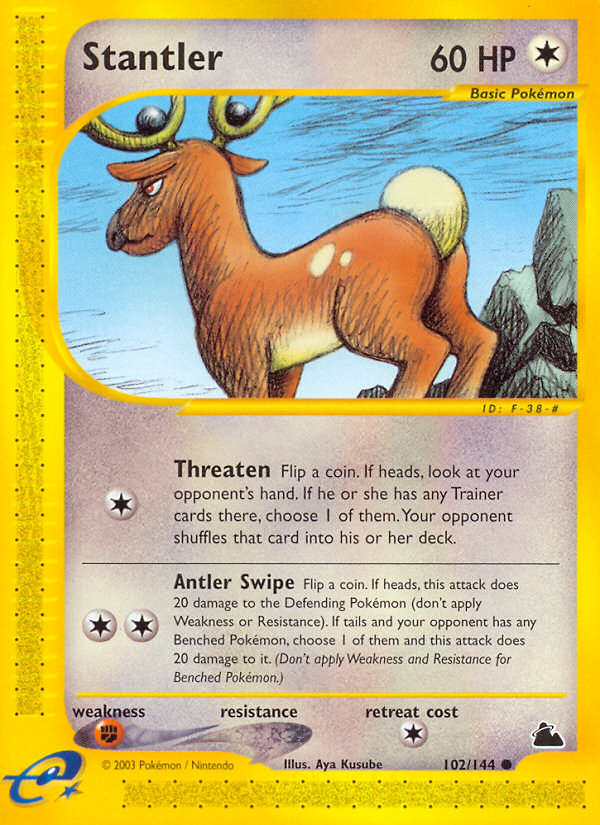 Stantler 60 HP
Basic Pokémon
ID: F-38-#
Threaten Flip a coin. If heads, look at your
opponent's hand. If he or she has any Trainer
cards there, choose 1 of them. Your opponent
shuffles that card into his or her deck.
Antler Swipe Flip a coin. If heads, this attack does
20 damage to the Defending Pokémon (don't apply
Weakness or Resistance). If tails and your opponent has any
Benched Pokémon, choose 1 of them and this attack does
20 damage to it. (Don't apply Weakness and Resistance for
Benched Pokémon.)
weakness resistance retreat cost
© 2003 Pokémon / Nintendo Illus. Aya Kusube 102/144
e